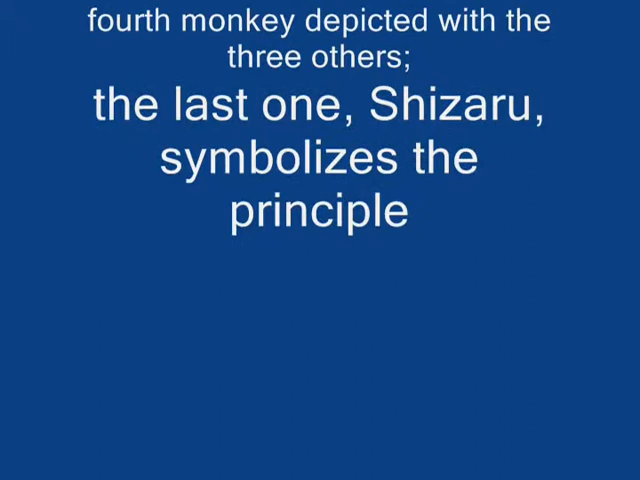 fourth monkey depicted with the
three others;
the last one, Shizaru,
symbolizes the
principle